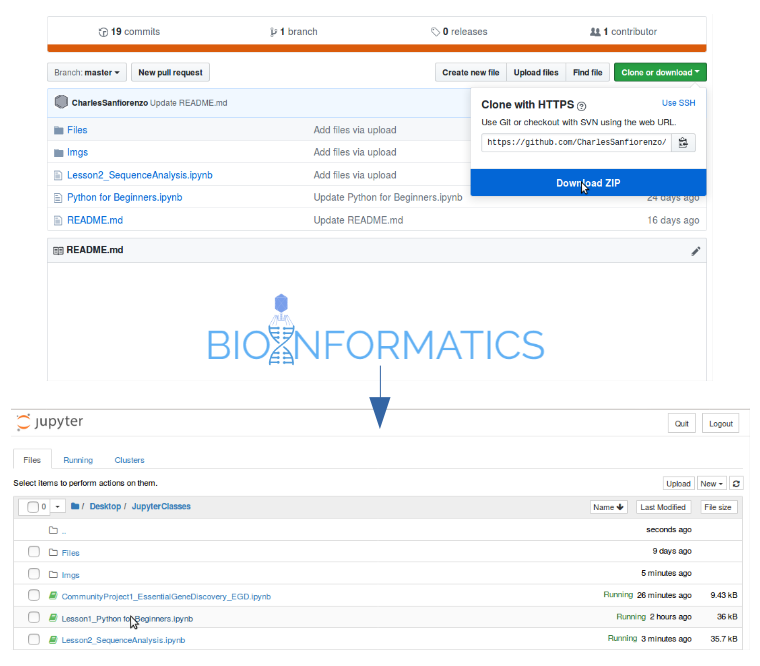 19 commits 1 branch 0 releases 1 contributor
Branch: master New pull request Create new file Upload files Find file Clone or download
CharlesSanfiorenzo Update README.md
Clone with HTTPS ? Use SSH
Use Git or checkout with SVN using the web URL.
https://github.com/CharlesSanfiorenzo/
Download ZIP
Files Add files via upload
Imgs Add files via upload
Lesson2_SequenceAnalysis.ipynb Add files via upload
Python for Beginners.ipynb Update Python for Beginners.ipynb 24 days ago
README.md Update README.md 16 days ago
README.md
BIOINFORMATICS
jupyter Quit Logout
Files Running Clusters
Select items to perform actions on them. Upload New
0 / Desktop / JupyterClasses Name Last Modified File size
.. seconds ago
Files 9 days ago
Imgs 5 minutes ago
CommunityProject1_EssentialGeneDiscovery_EGD.ipynb Running 26 minutes ago 9.43 kB
Lesson1_Python for Beginners.ipynb Running 2 hours ago 36 kB
Lesson2_SequenceAnalysis.ipynb Running 3 minutes ago 35.7 kB